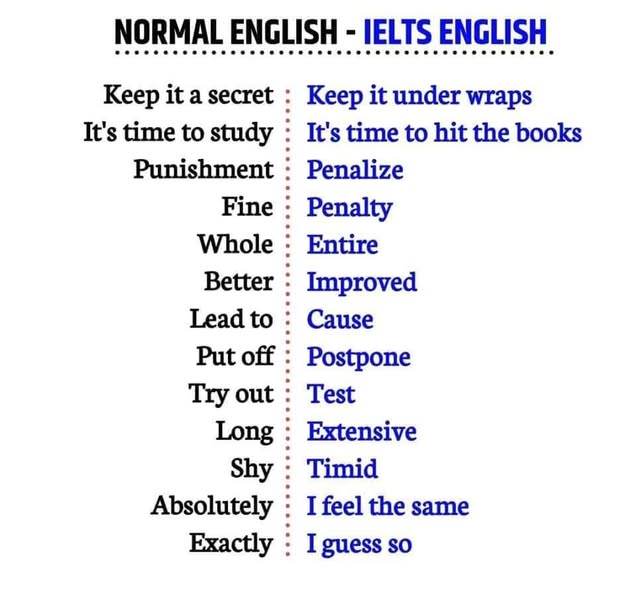 NORMAL ENGLISH - IELTS ENGLISH
Keep it a secret : Keep it under wraps
It's time to study : It's time to hit the books
Punishment : Penalize
Fine : Penalty
Whole : Entire
Better : Improved
Lead to : Cause
Put off : Postpone
Try out : Test
Long : Extensive
Shy : Timid
Absolutely : I feel the same
Exactly : I guess so